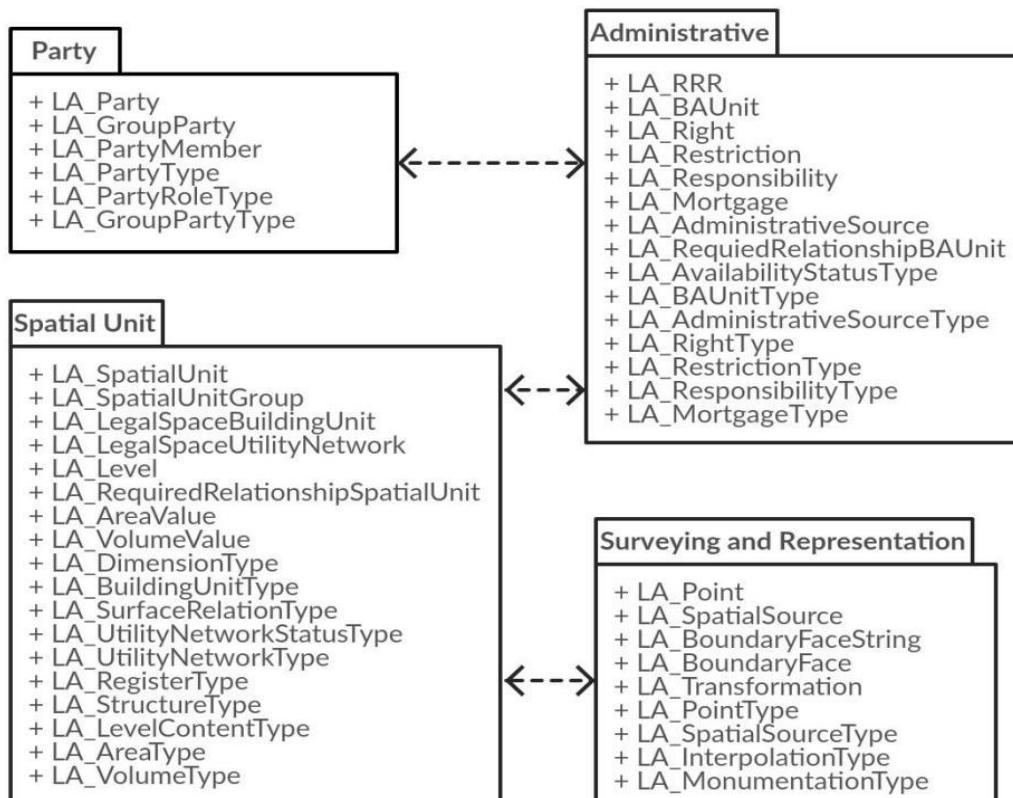 Party
+ LA_Party
+ LA_GroupParty
+ LA_PartyMember
+ LA_PartyType
+ LA_PartyRoleType
+ LA_GroupPartyType
Administrative
+ LA_RRR
+ LA_BAUnit
+ LA_Right
+ LA_Restriction
+ LA_Responsibility
+ LA_Mortgage
+ LA_AdministrativeSource
+ LA_RequiedRelationshipBAUnit
+ LA_AvailabilityStatusType
+ LA_BAUnitType
+ LA_AdministrativeSourceType
+ LA_RightType
+ LA_RestrictionType
+ LA_ResponsibilityType
+ LA_MortgageType
Spatial Unit
+ LA_SpatialUnit
+ LA_SpatialUnitGroup
+ LA_LegalSpaceBuildingUnit
+ LA_LegalSpaceUtilityNetwork
+ LA_Level
+ LA_RequiredRelationshipSpatialUnit
+ LA_AreaValue
+ LA_VolumeValue
+ LA_DimensionType
+ LA_BuildingUnitType
+ LA_SurfaceRelationType
+ LA_UtilityNetworkStatusType
+ LA_UtilityNetworkType
+ LA_RegisterType
+ LA_StructureType
+ LA_LevelContentType
+ LA_AreaType
+ LA_VolumeType
Surveying and Representation
+ LA_Point
+ LA_SpatialSource
+ LA_BoundaryFaceString
+ LA_BoundaryFace
+ LA_Transformation
+ LA_PointType
+ LA_SpatialSourceType
+ LA_InterpolationType
+ LA_MonumentationType